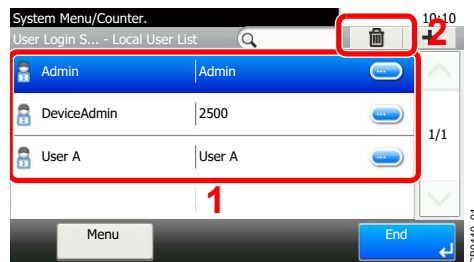 System Menu/Counter. 10:10
User Login S... - Local User List
2
Admin Admin
DeviceAdmin 2500
1/1
User A User A
1
Menu End